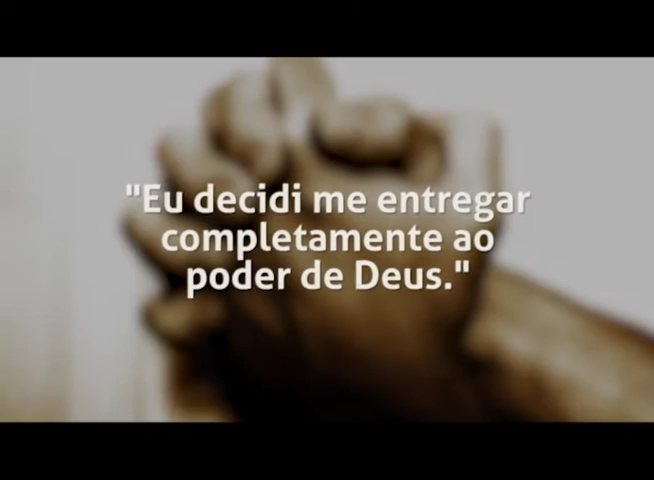 "Eu decidi me entregar
completamente ao
poder de Deus."